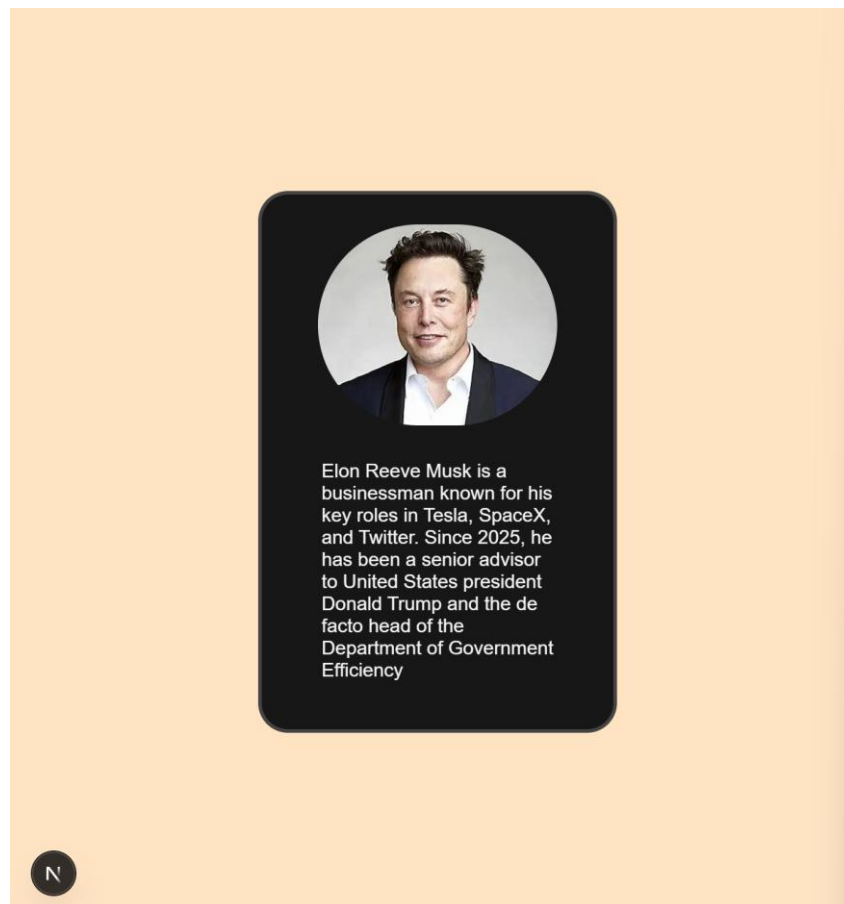 Elon Reeve Musk is a
businessman known for his
key roles in Tesla, SpaceX,
and Twitter. Since 2025, he
has been a senior advisor
to United States president
Donald Trump and the de
facto head of the
Department of Government
Efficiency
N